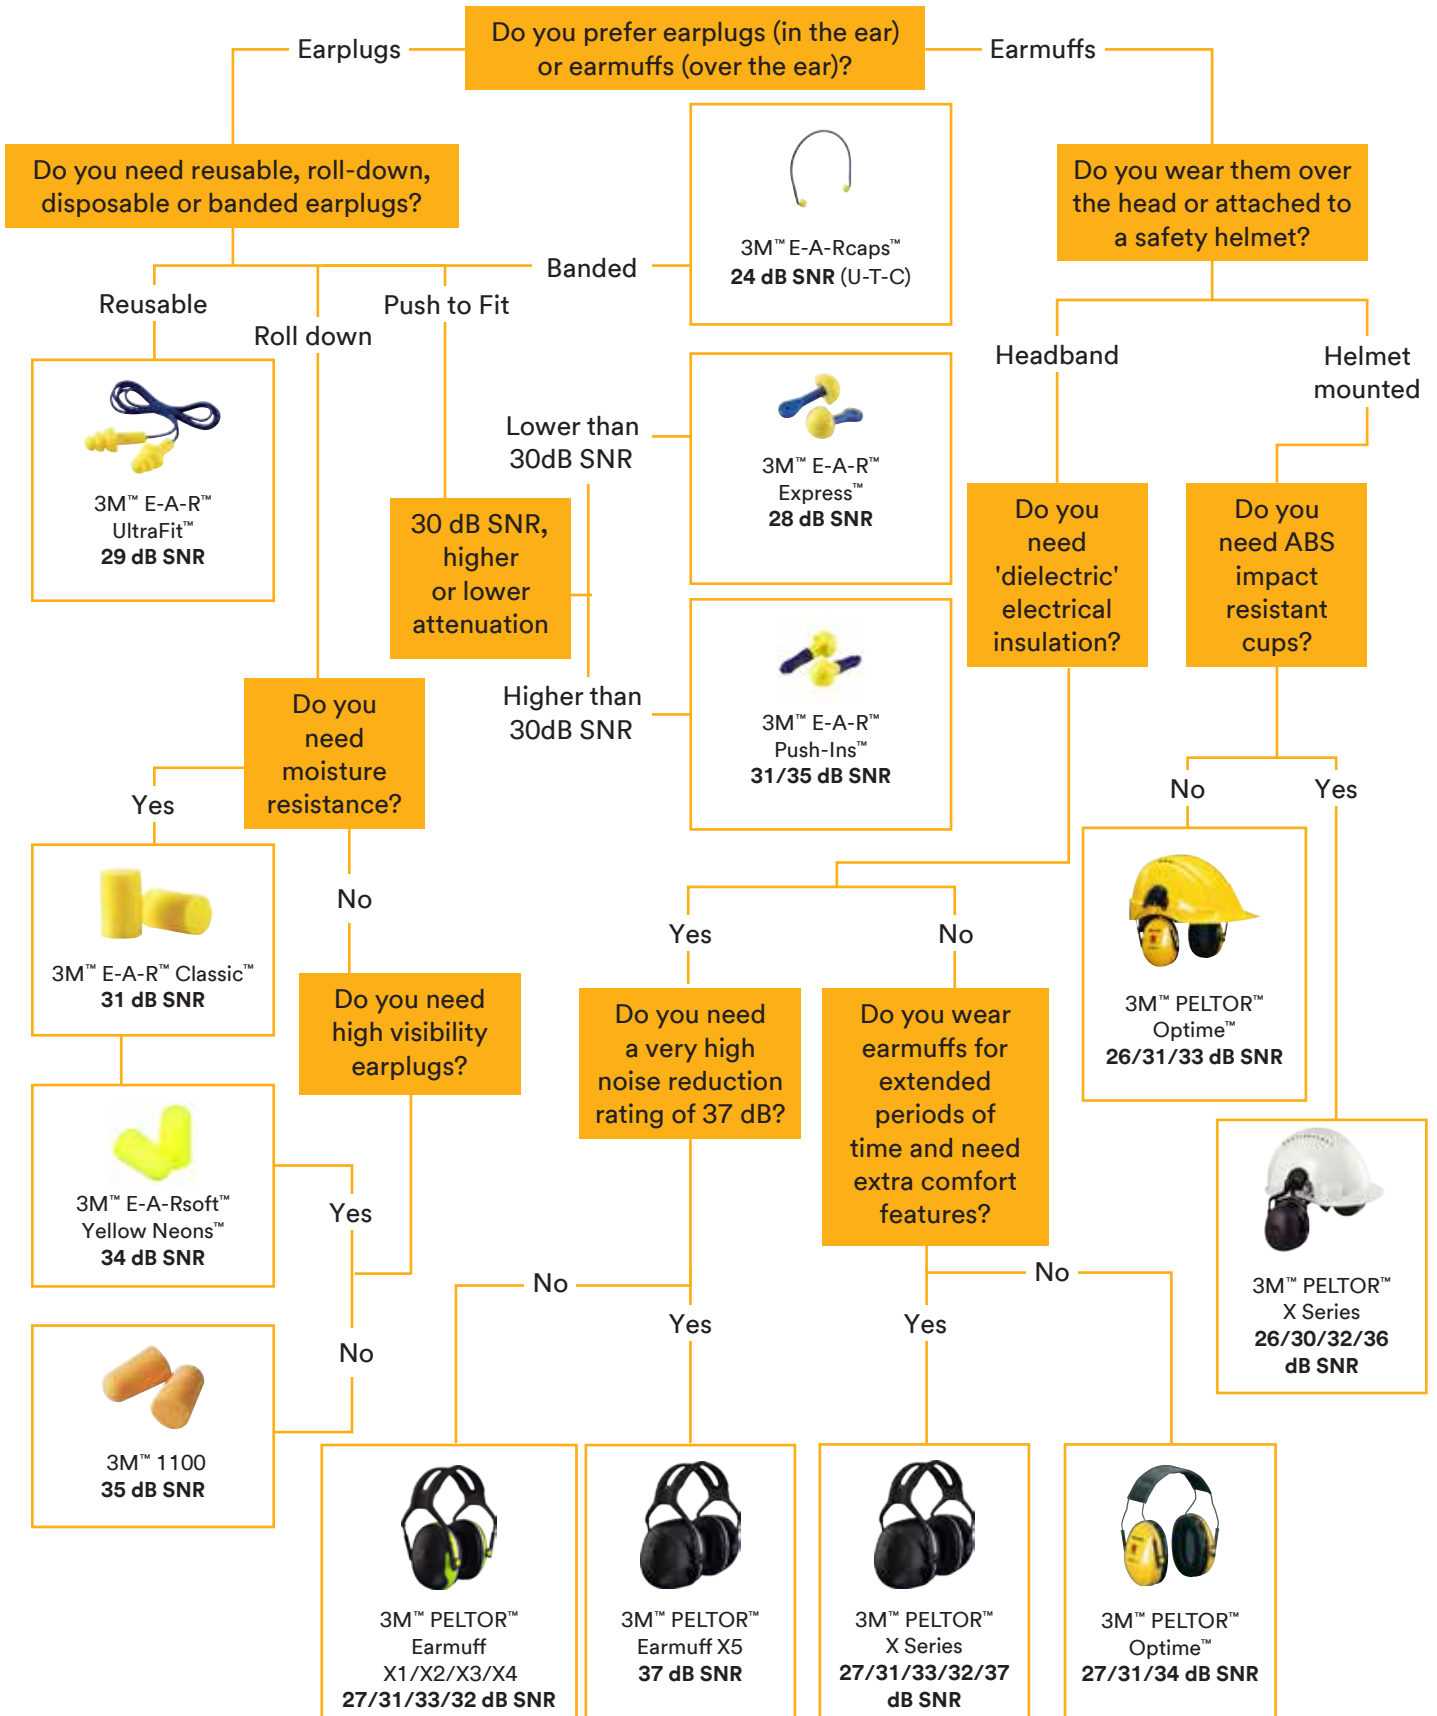 Do you prefer earplugs (in the ear)
or earmuffs (over the ear)?
Earplugs
Earmuffs
Do you need reusable, roll-down,
disposable or banded earplugs?
Reusable
Roll down
Push to Fit
Banded
3M™ E-A-Rcaps™
24 dB SNR (U-T-C)
Do you wear them over
the head or attached to
a safety helmet?
Headband
Helmet
mounted
3M™ E-A-R™
UltraFit™
29 dB SNR
Lower than
30dB SNR
3M™ E-A-R™
Express™
28 dB SNR
30 dB SNR,
higher
or lower
attenuation
Higher than
30dB SNR
3M™ E-A-R™
Push-Ins™
31/35 dB SNR
Do you
need
'dielectric'
electrical
insulation?
Do you
need ABS
impact
resistant
cups?
Do you
need
moisture
resistance?
Yes
No
3M™ E-A-R™ Classic™
31 dB SNR
Do you need
high visibility
earplugs?
3M™ E-A-Rsoft™
Yellow Neons™
34 dB SNR
Yes
No
3M™ 1100
35 dB SNR
Yes
No
Do you need
a very high
noise reduction
rating of 37 dB?
Do you wear
earmuffs for
extended
periods of
time and need
extra comfort
features?
No
Yes
3M™ PELTOR™
Optime™
26/31/33 dB SNR
3M™ PELTOR™
X Series
26/30/32/36
dB SNR
No
Yes
Yes
No
3M™ PELTOR™
Earmuff
X1/X2/X3/X4
27/31/33/32 dB SNR
3M™ PELTOR™
Earmuff X5
37 dB SNR
3M™ PELTOR™
X Series
27/31/33/32/37
dB SNR
3M™ PELTOR™
Optime™
27/31/34 dB SNR